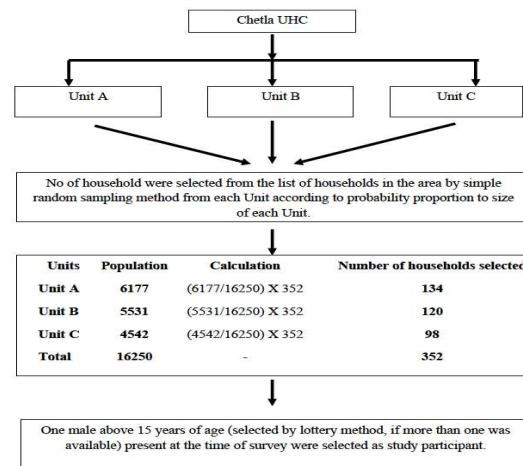 Chetla UHC
Unit A Unit B Unit C
No of household were selected from the list of households in the area by simple
random sampling method from each Unit according to probability proportion to size
of each Unit.
Units Population Calculation Number of households selected
Unit A 6177 (6177/16250) X 352 134
Unit B 5531 (5531/16250) X 352 120
Unit C 4542 (4542/16250) X 352 98
Total 16250 - 352
One male above 15 years of age (selected by lottery method, if more than one was
available) present at the time of survey were selected as study participant.